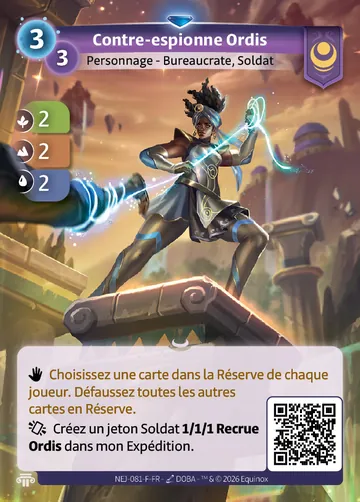 3
Contre-espionne Ordis
3
Personnage - Bureaucrate, Soldat
2
2
2
Choisissez une carte dans la Réserve de chaque
joueur. Défaussez toutes les autres
cartes en Réserve.
Créez un jeton Soldat 1/1/1 Recrue
Ordis dans mon Expédition.
NEJ-081-F-FR - DOBA - ™ & © 2026 Equinox